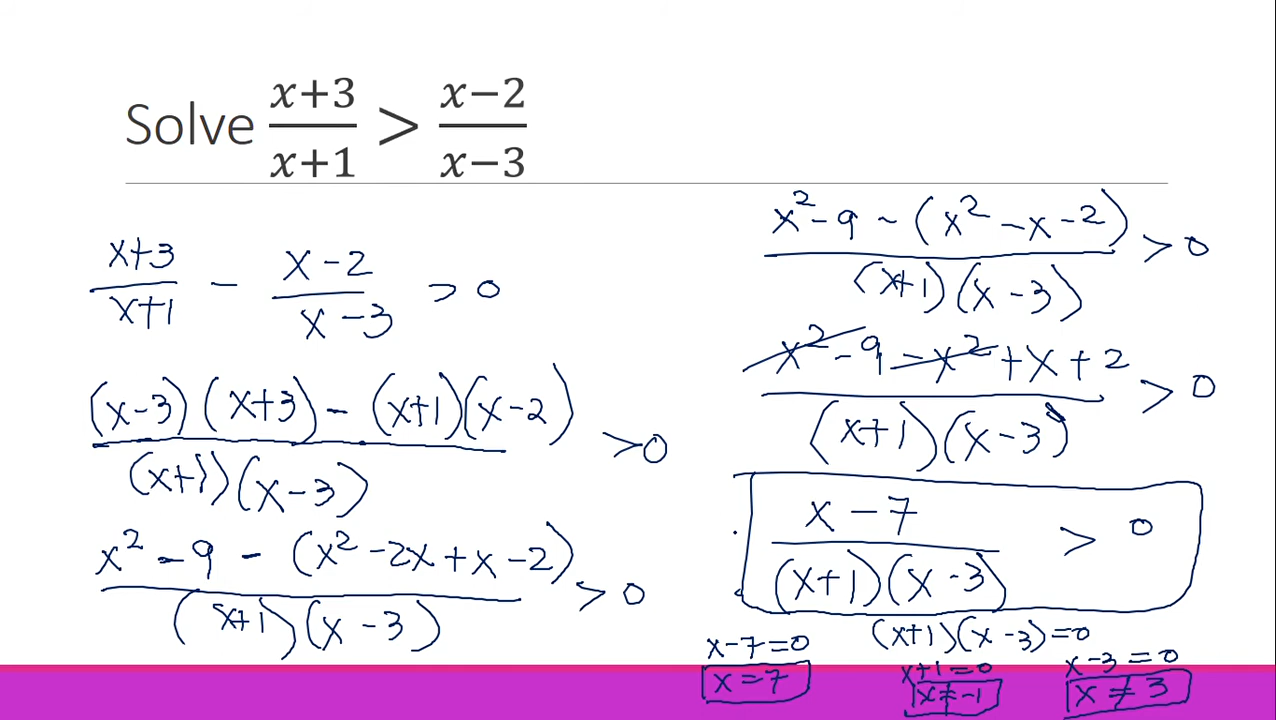 Solve (x+3)/(x+1) > (x−2)/(x−3)
(x+3)/(x+1) - (x-2)/(x-3) > 0
((x-3)(x+3) - (x+1)(x-2))/((x+1)(x-3)) > 0
(x² - 9 - (x² - 2x + x - 2))/((x+1)(x-3)) > 0
(x² - 9 - (x² - x - 2))/((x+1)(x-3)) > 0
(x² - 9 - x² + x + 2)/((x+1)(x-3)) > 0
(x - 7)/((x+1)(x-3)) > 0
x-7=0
x=7
(x+1)(x-3)=0
x+1=0
x≠-1
x-3=0
x≠3